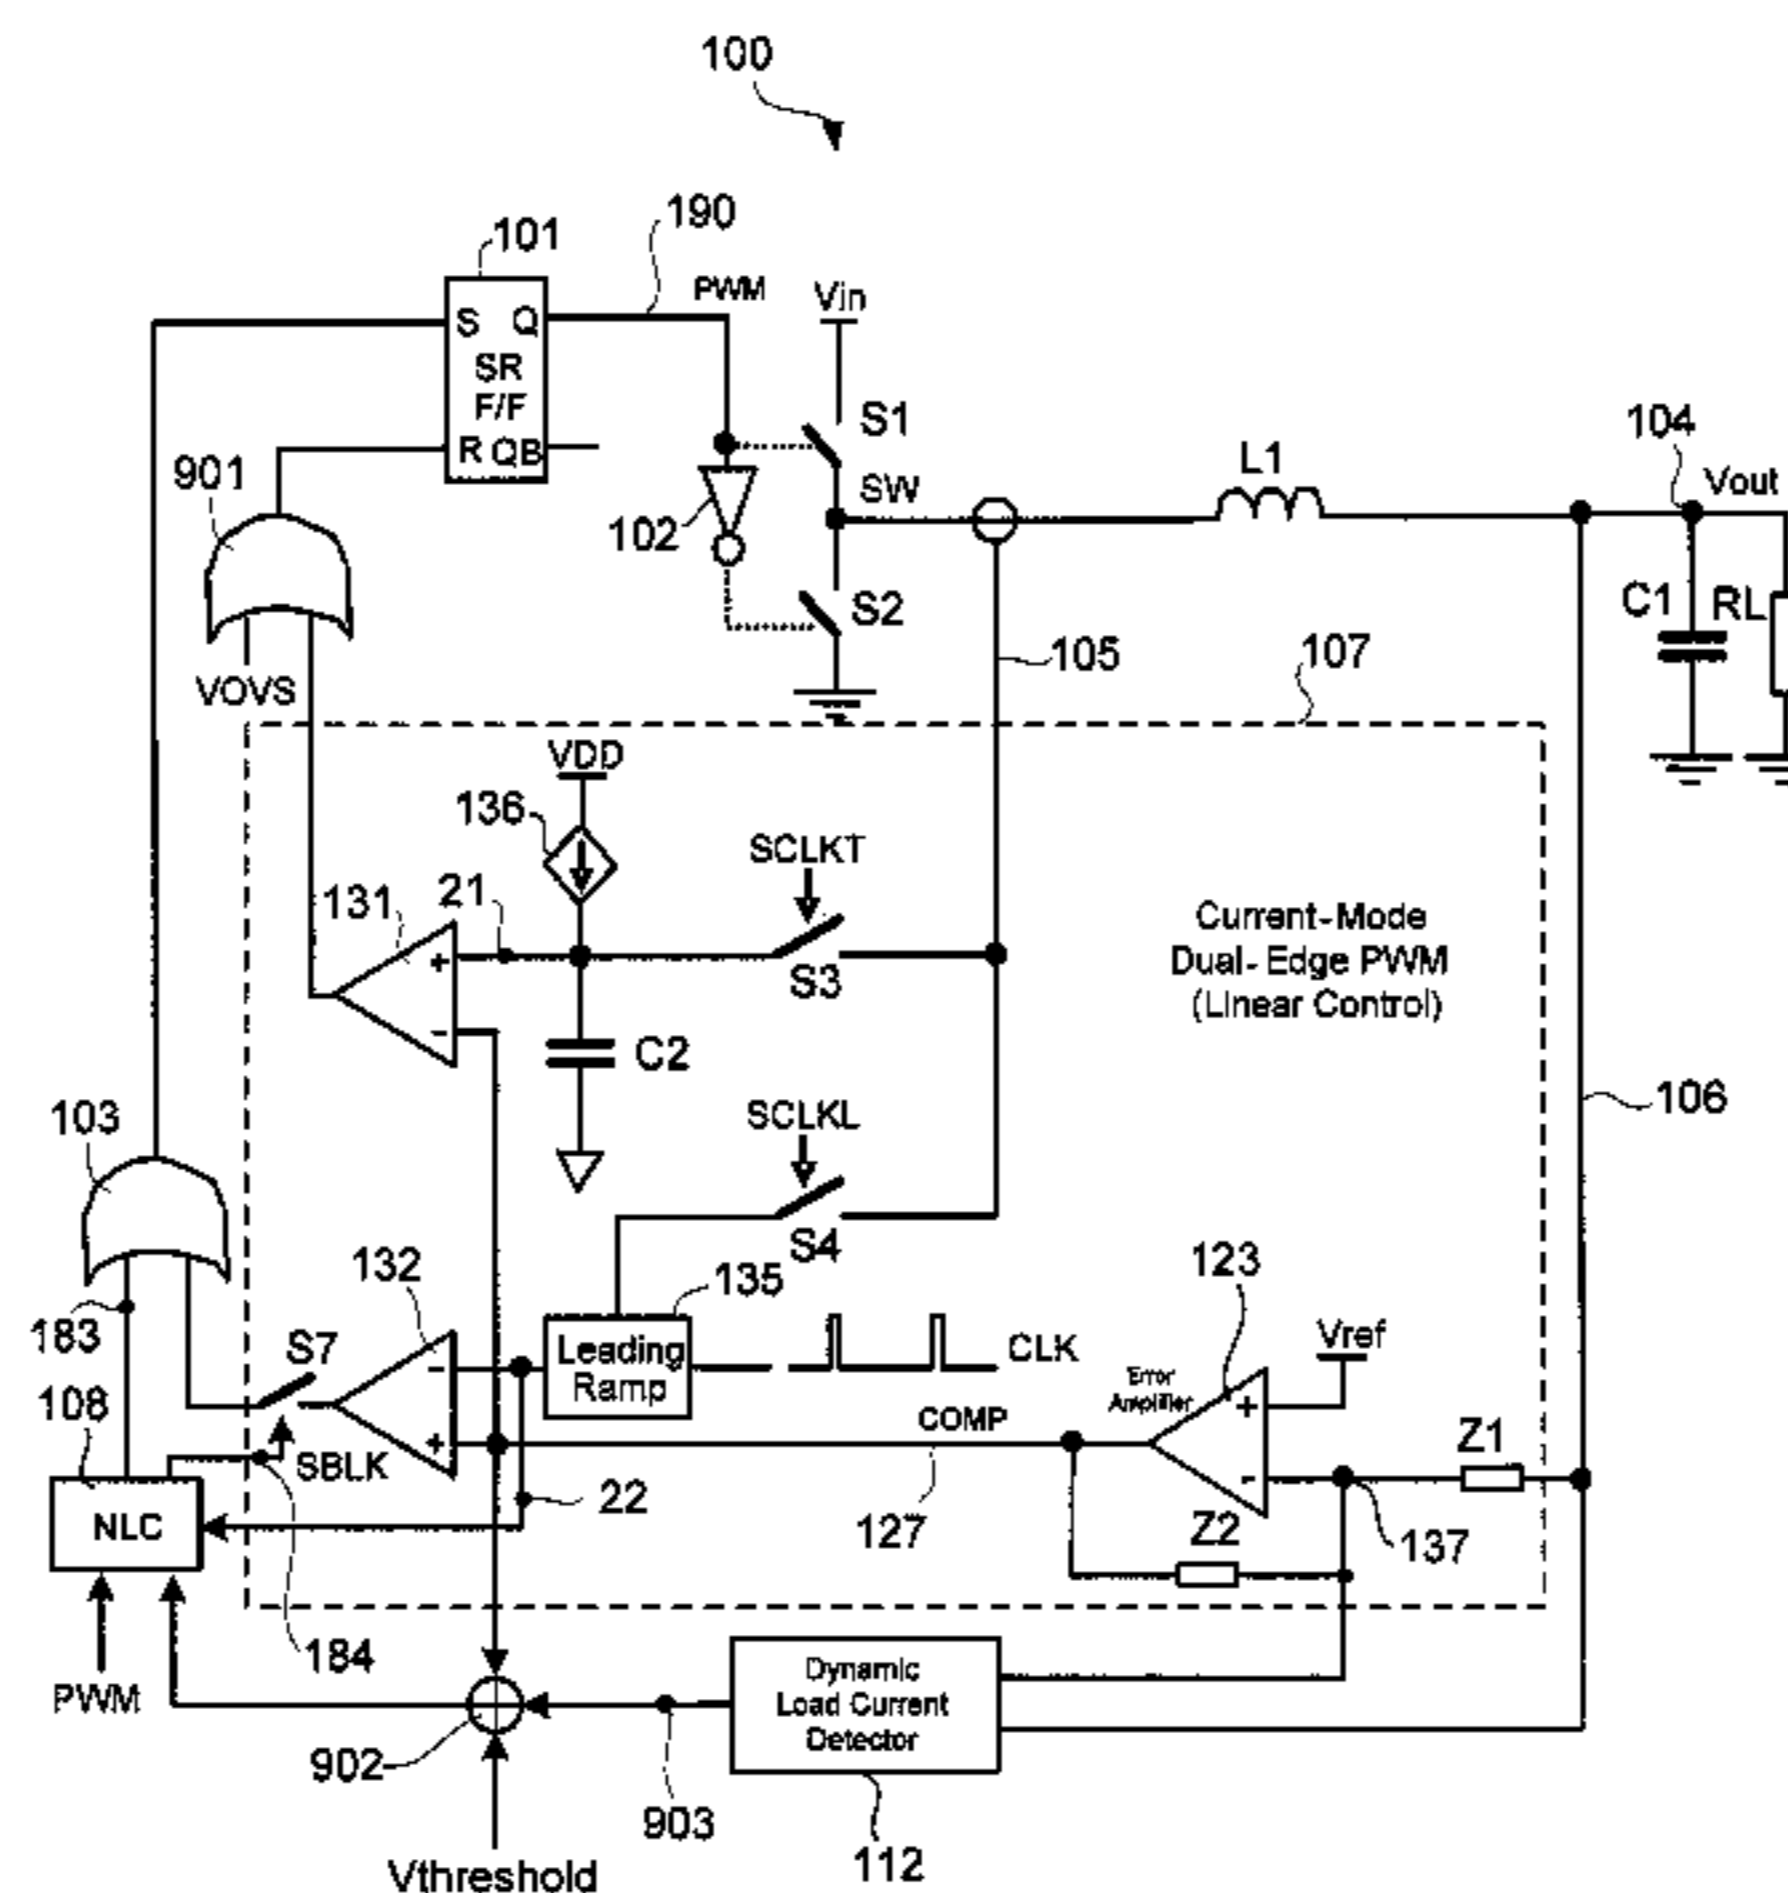 100
190
101
PWM
Vin
S Q
SR
F/F
R QB
S1
104
L1
Vout
901
SW
102
S2
C1
RL
105
107
VOVS
VDD
136
SCLKT
131
21
+
Current-Mode
Dual-Edge PWM
(Linear Control)
S3
-
C2
106
103
SCLKL
S4
132
135
123
183
S7
-
Leading
Ramp
CLK
Vref
Error
Amplifier
108
+
COMP
+
Z1
SBLK
-
22
NLC
127
Z2
137
184
PWM
Dynamic
Load Current
Detector
902
903
112
Vthreshold